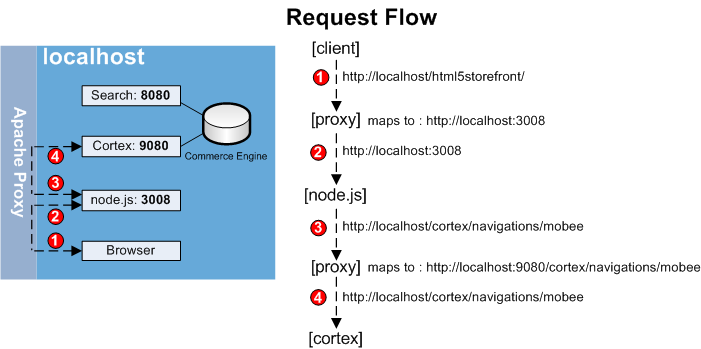 Request Flow
localhost
Apache Proxy
Search: 8080
Cortex: 9080
Commerce Engine
4
3
node.js: 3008
2
1
Browser
[client]
1 http://localhost/html5storefront/
[proxy] maps to : http://localhost:3008
2 http://localhost:3008
[node.js]
3 http://localhost/cortex/navigations/mobee
[proxy] maps to : http://localhost:9080/cortex/navigations/mobee
4 http://localhost/cortex/navigations/mobee
[cortex]